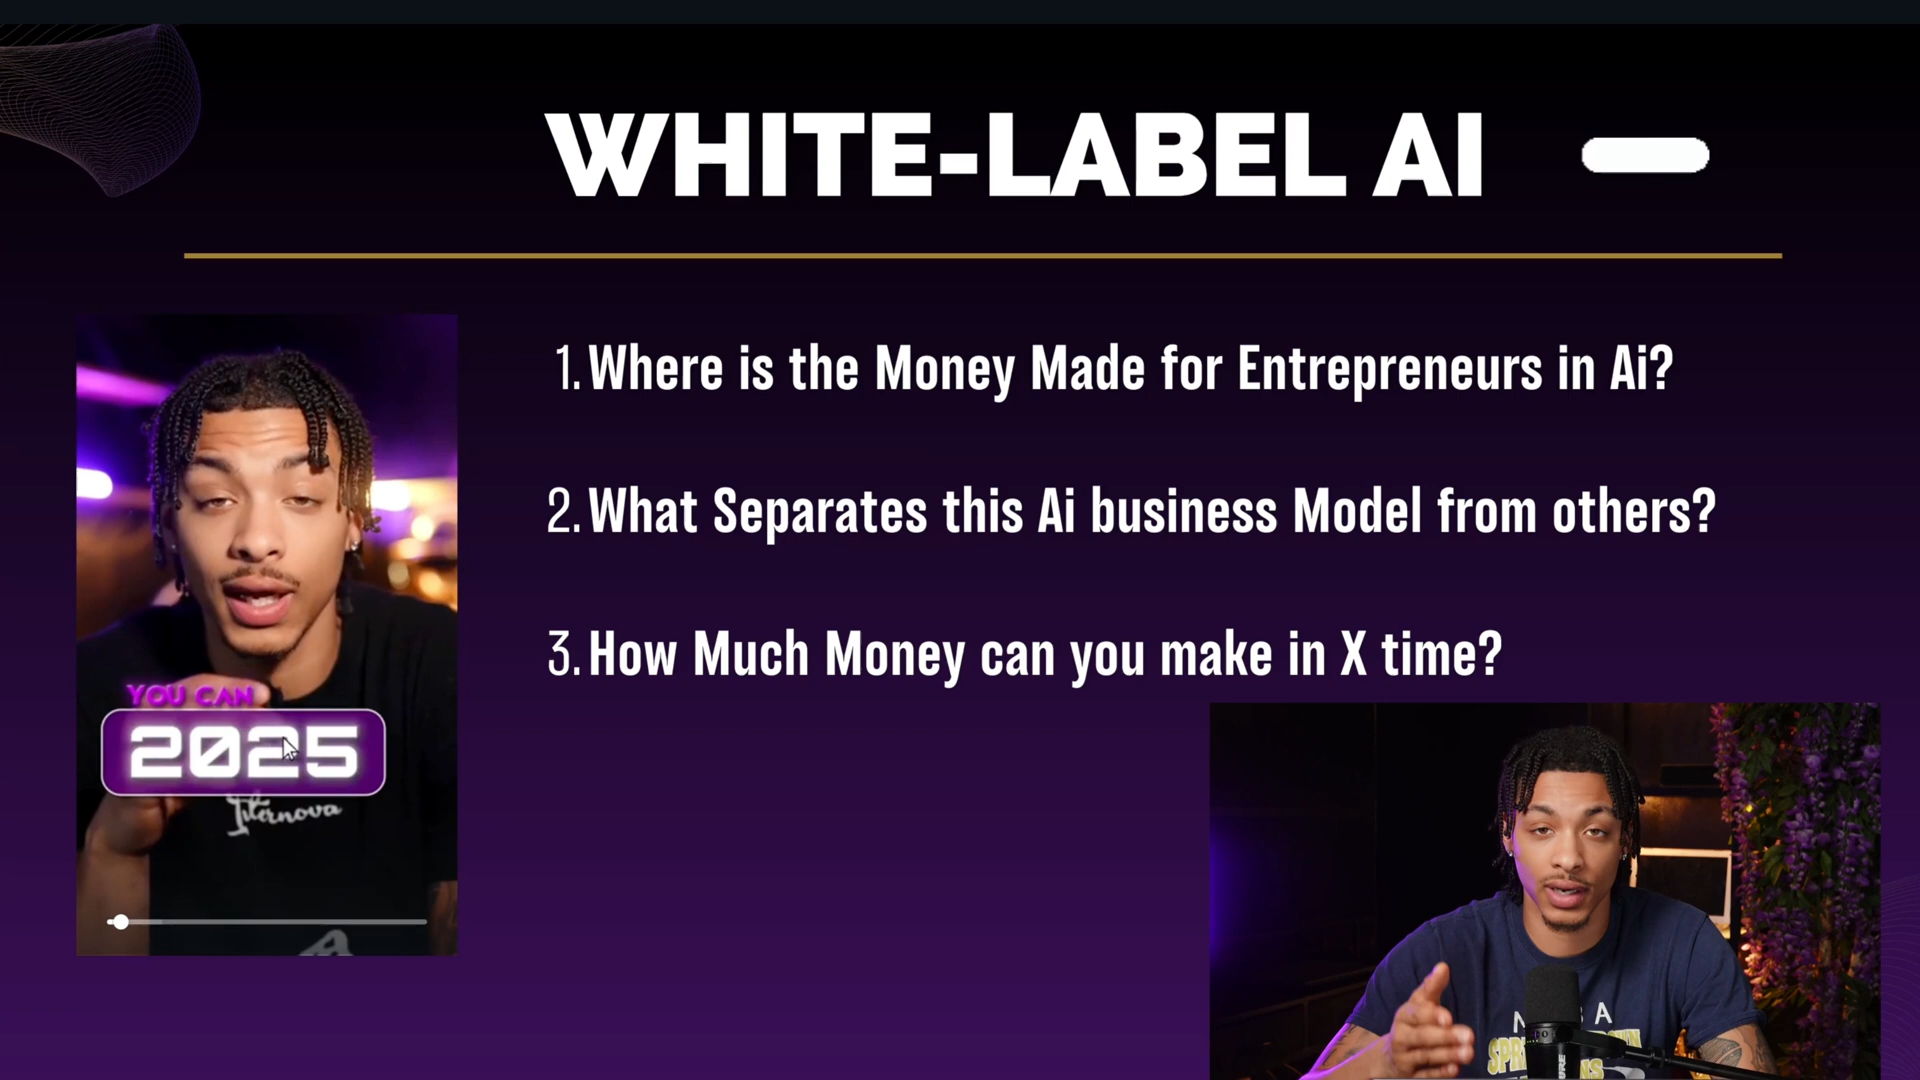 WHITE-LABEL AI
1. Where is the Money Made for Entrepreneurs in Ai?
2. What Separates this Ai business Model from others?
3. How Much Money can you make in X time?
YOU CAN
2025